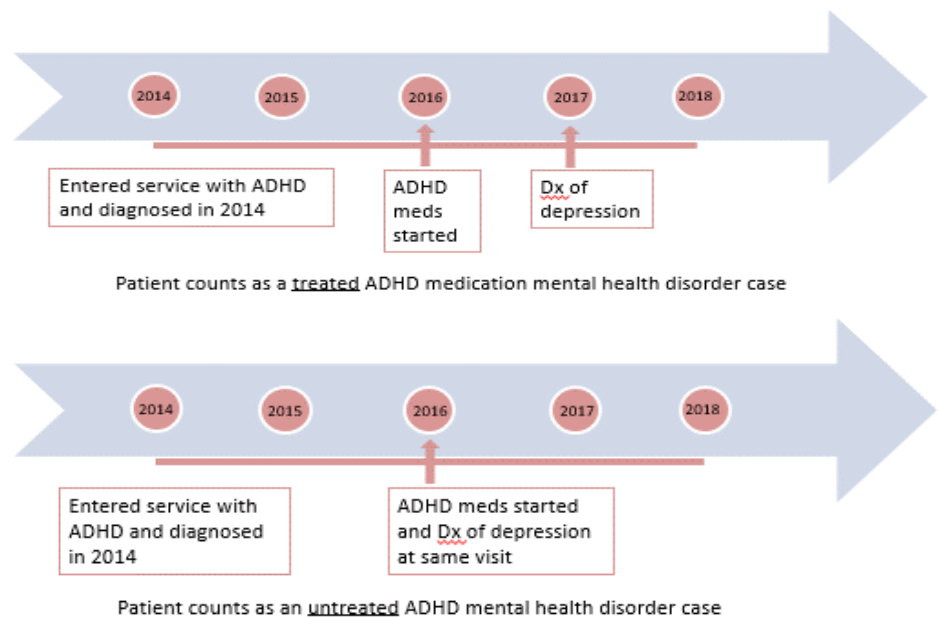 2014 2015 2016 2017 2018
Entered service with ADHD
and diagnosed in 2014
ADHD
meds
started
Dx of
depression
Patient counts as a treated ADHD medication mental health disorder case
2014 2015 2016 2017 2018
Entered service with
ADHD and diagnosed
in 2014
ADHD meds started
and Dx of depression
at same visit
Patient counts as an untreated ADHD mental health disorder case